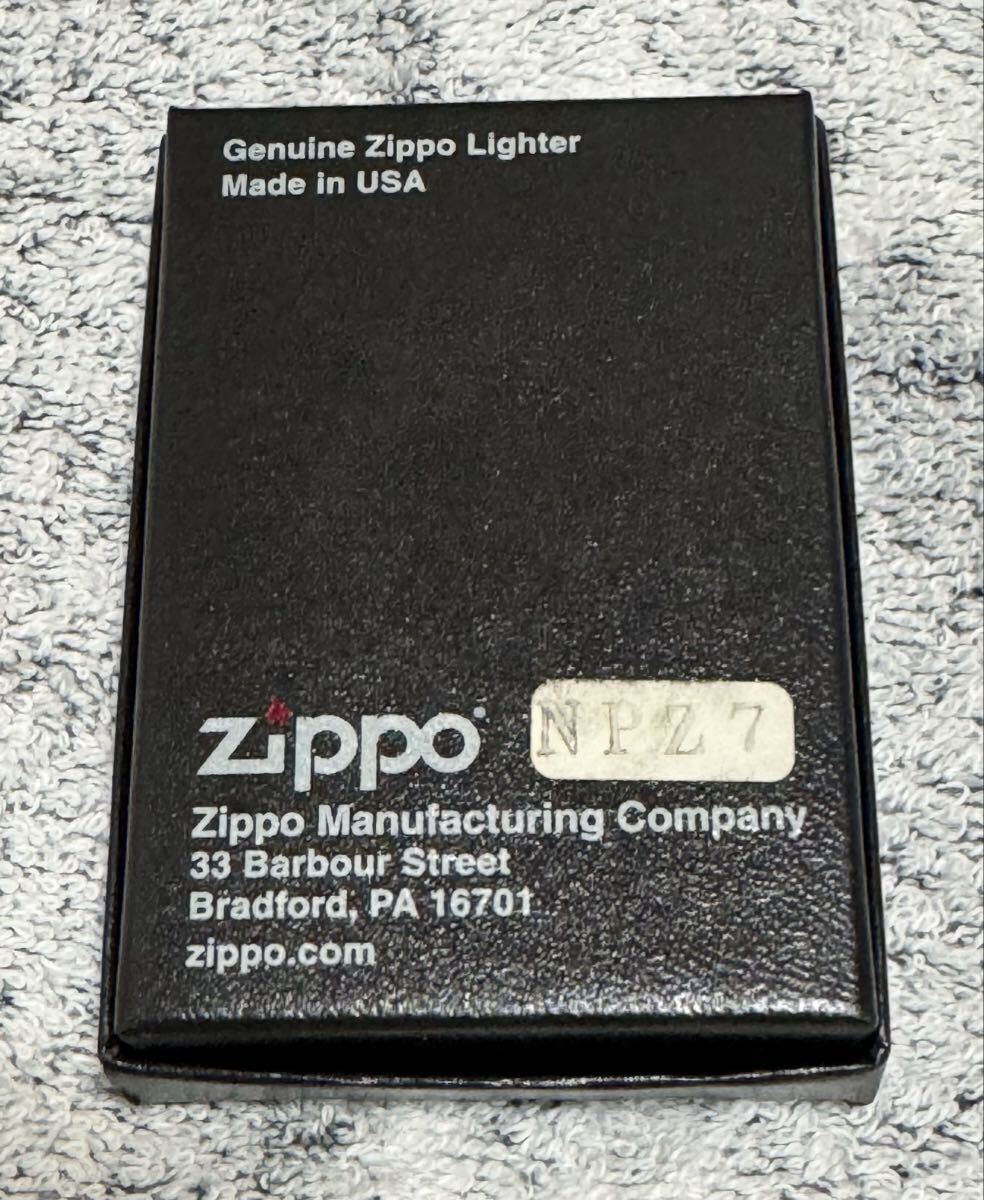 Genuine Zippo Lighter
Made in USA
zippo
NPZ7
Zippo Manufacturing Company
33 Barbour Street
Bradford, PA 16701
zippo.com